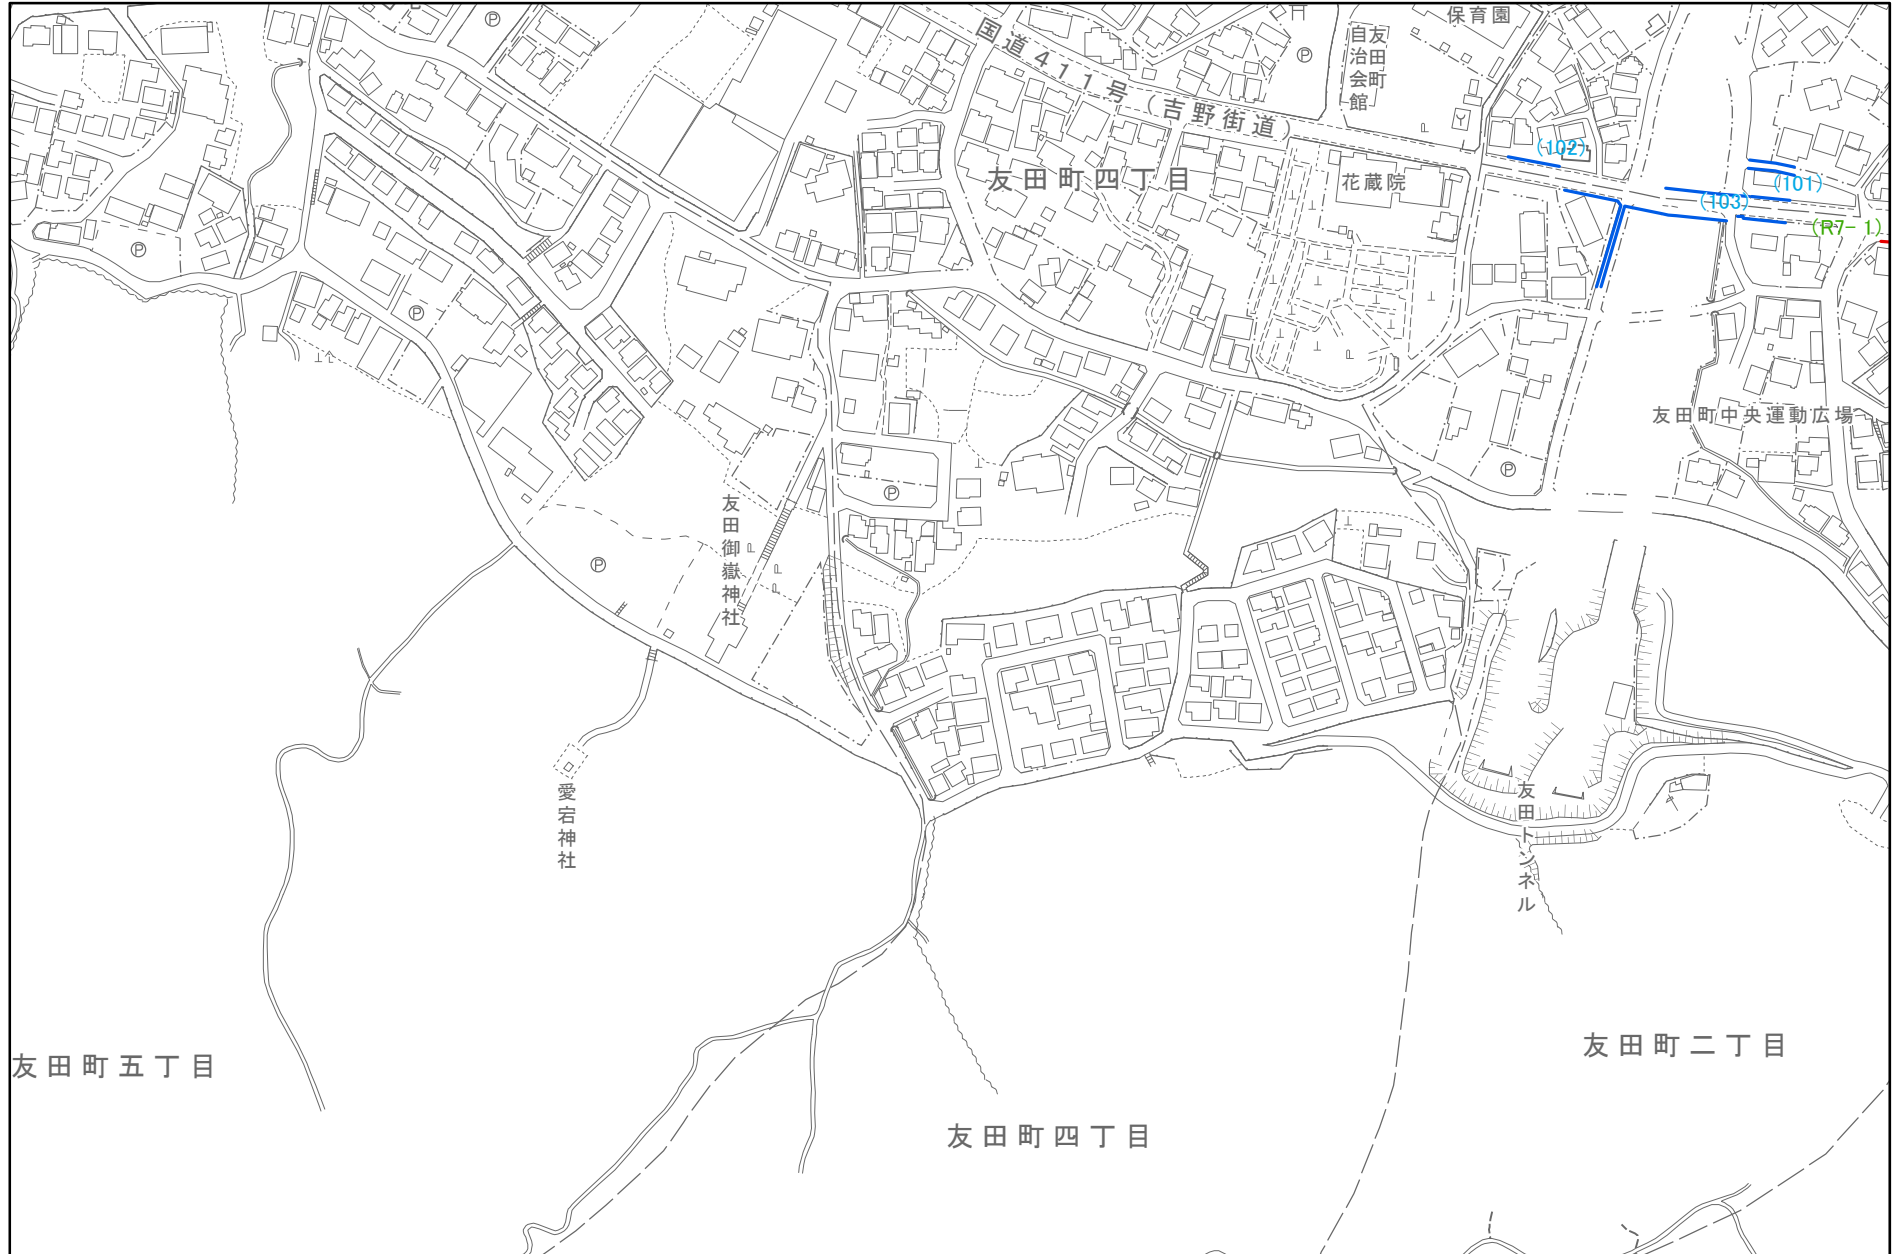 保育園
友田町
自治会館
国道411号(吉野街道)
(102)
友田町四丁目
花蔵院
(101)
(103)
(R7-1)
友田町中央運動広場
友田御嶽神社
愛宕神社
友田トンネル
友田町五丁目
友田町二丁目
友田町四丁目
Ⓟ
Ⓟ
Ⓟ
Ⓟ
Ⓟ
Ⓟ
Ⓟ